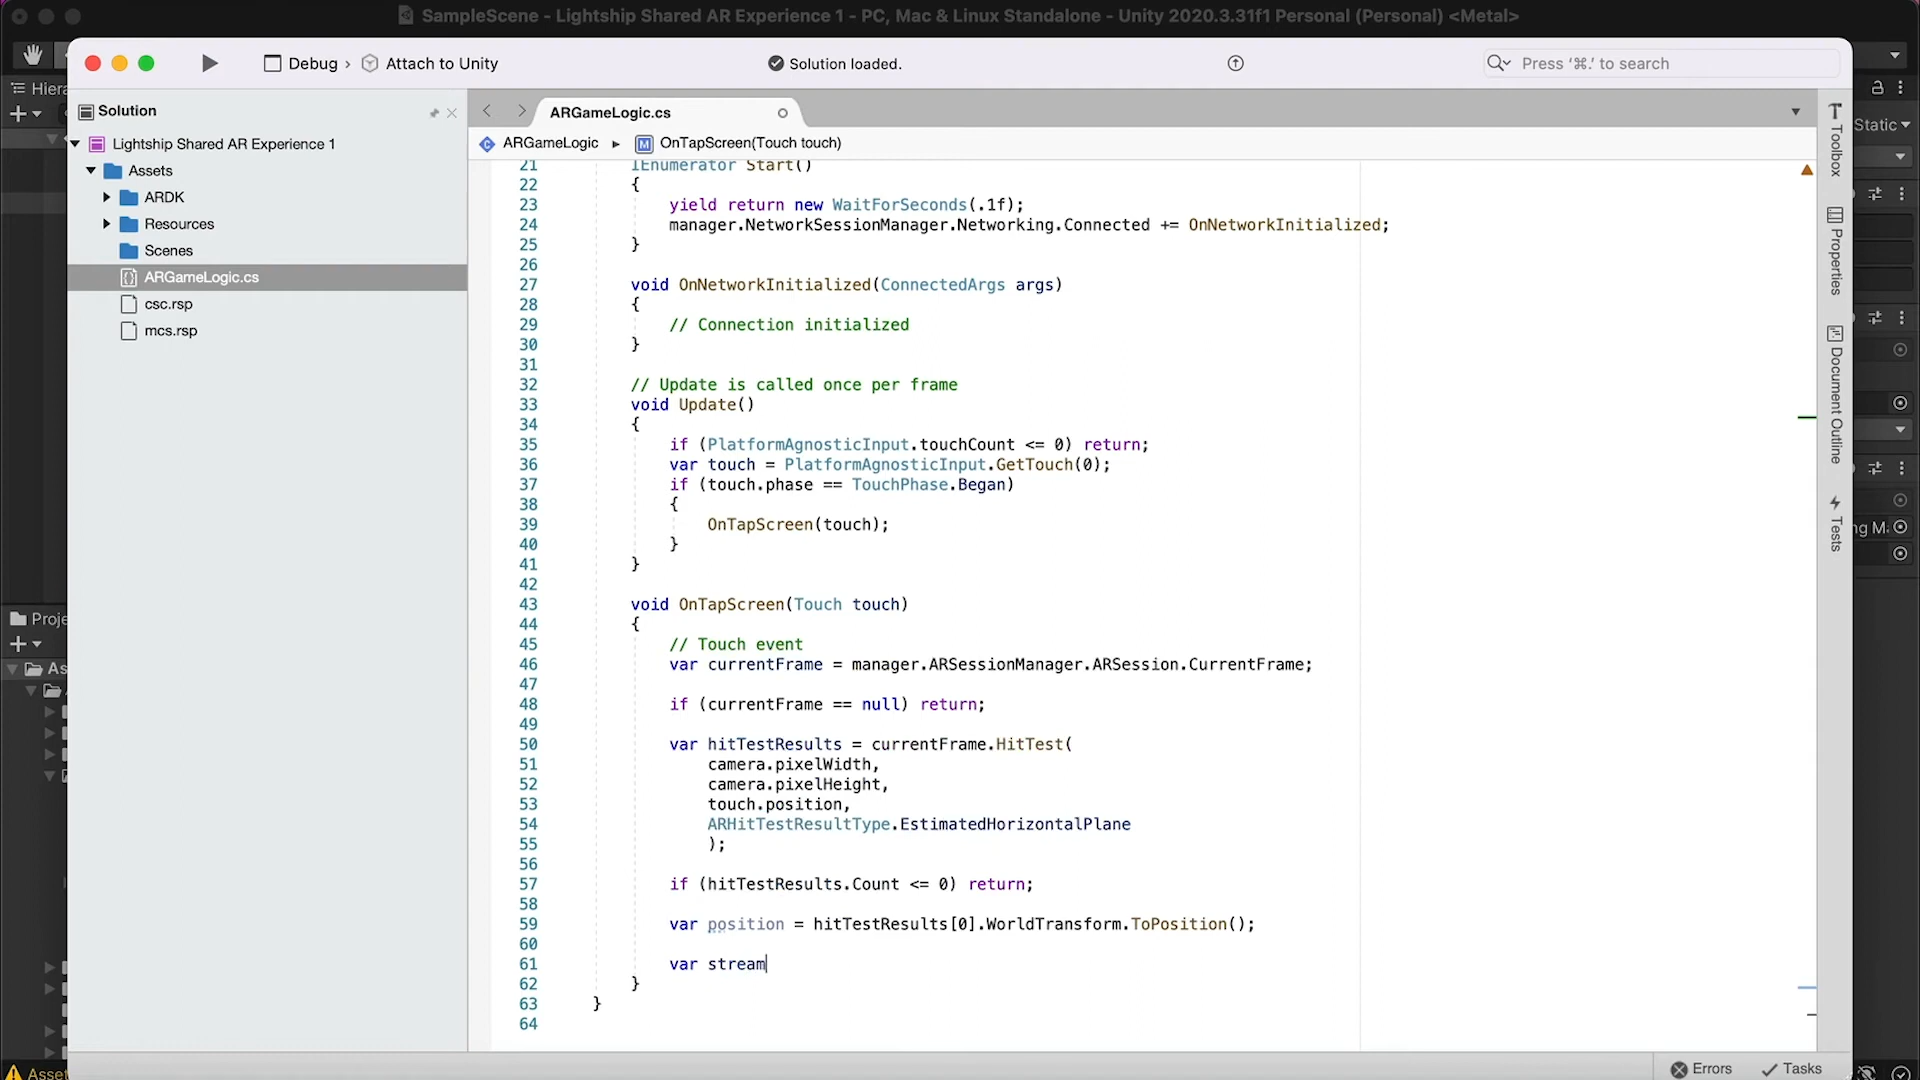 SampleScene - Lightship Shared AR Experience 1 - PC, Mac & Linux Standalone - Unity 2020.3.31f1 Personal (Personal) <Metal>
Debug › Attach to Unity
Solution loaded.
Press ‘⌘.’ to search
Hiera
Static
Solution
Lightship Shared AR Experience 1
Assets
ARDK
Resources
Scenes
ARGameLogic.cs
csc.rsp
mcs.rsp
Proje
As
Asset
ARGameLogic.cs
ARGameLogic ▸ M OnTapScreen(Touch touch)
21 IEnumerator Start()
22 {
23 yield return new WaitForSeconds(.1f);
24 manager.NetworkSessionManager.Networking.Connected += OnNetworkInitialized;
25 }
26
27 void OnNetworkInitialized(ConnectedArgs args)
28 {
29 // Connection initialized
30 }
31
32 // Update is called once per frame
33 void Update()
34 {
35 if (PlatformAgnosticInput.touchCount <= 0) return;
36 var touch = PlatformAgnosticInput.GetTouch(0);
37 if (touch.phase == TouchPhase.Began)
38 {
39 OnTapScreen(touch);
40 }
41 }
42
43 void OnTapScreen(Touch touch)
44 {
45 // Touch event
46 var currentFrame = manager.ARSessionManager.ARSession.CurrentFrame;
47
48 if (currentFrame == null) return;
49
50 var hitTestResults = currentFrame.HitTest(
51 camera.pixelWidth,
52 camera.pixelHeight,
53 touch.position,
54 ARHitTestResultType.EstimatedHorizontalPlane
55 );
56
57 if (hitTestResults.Count <= 0) return;
58
59 var position = hitTestResults[0].WorldTransform.ToPosition();
60
61 var stream
62 }
63 }
64
Toolbox
Properties
Document Outline
Tests
ng M
Errors
Tasks